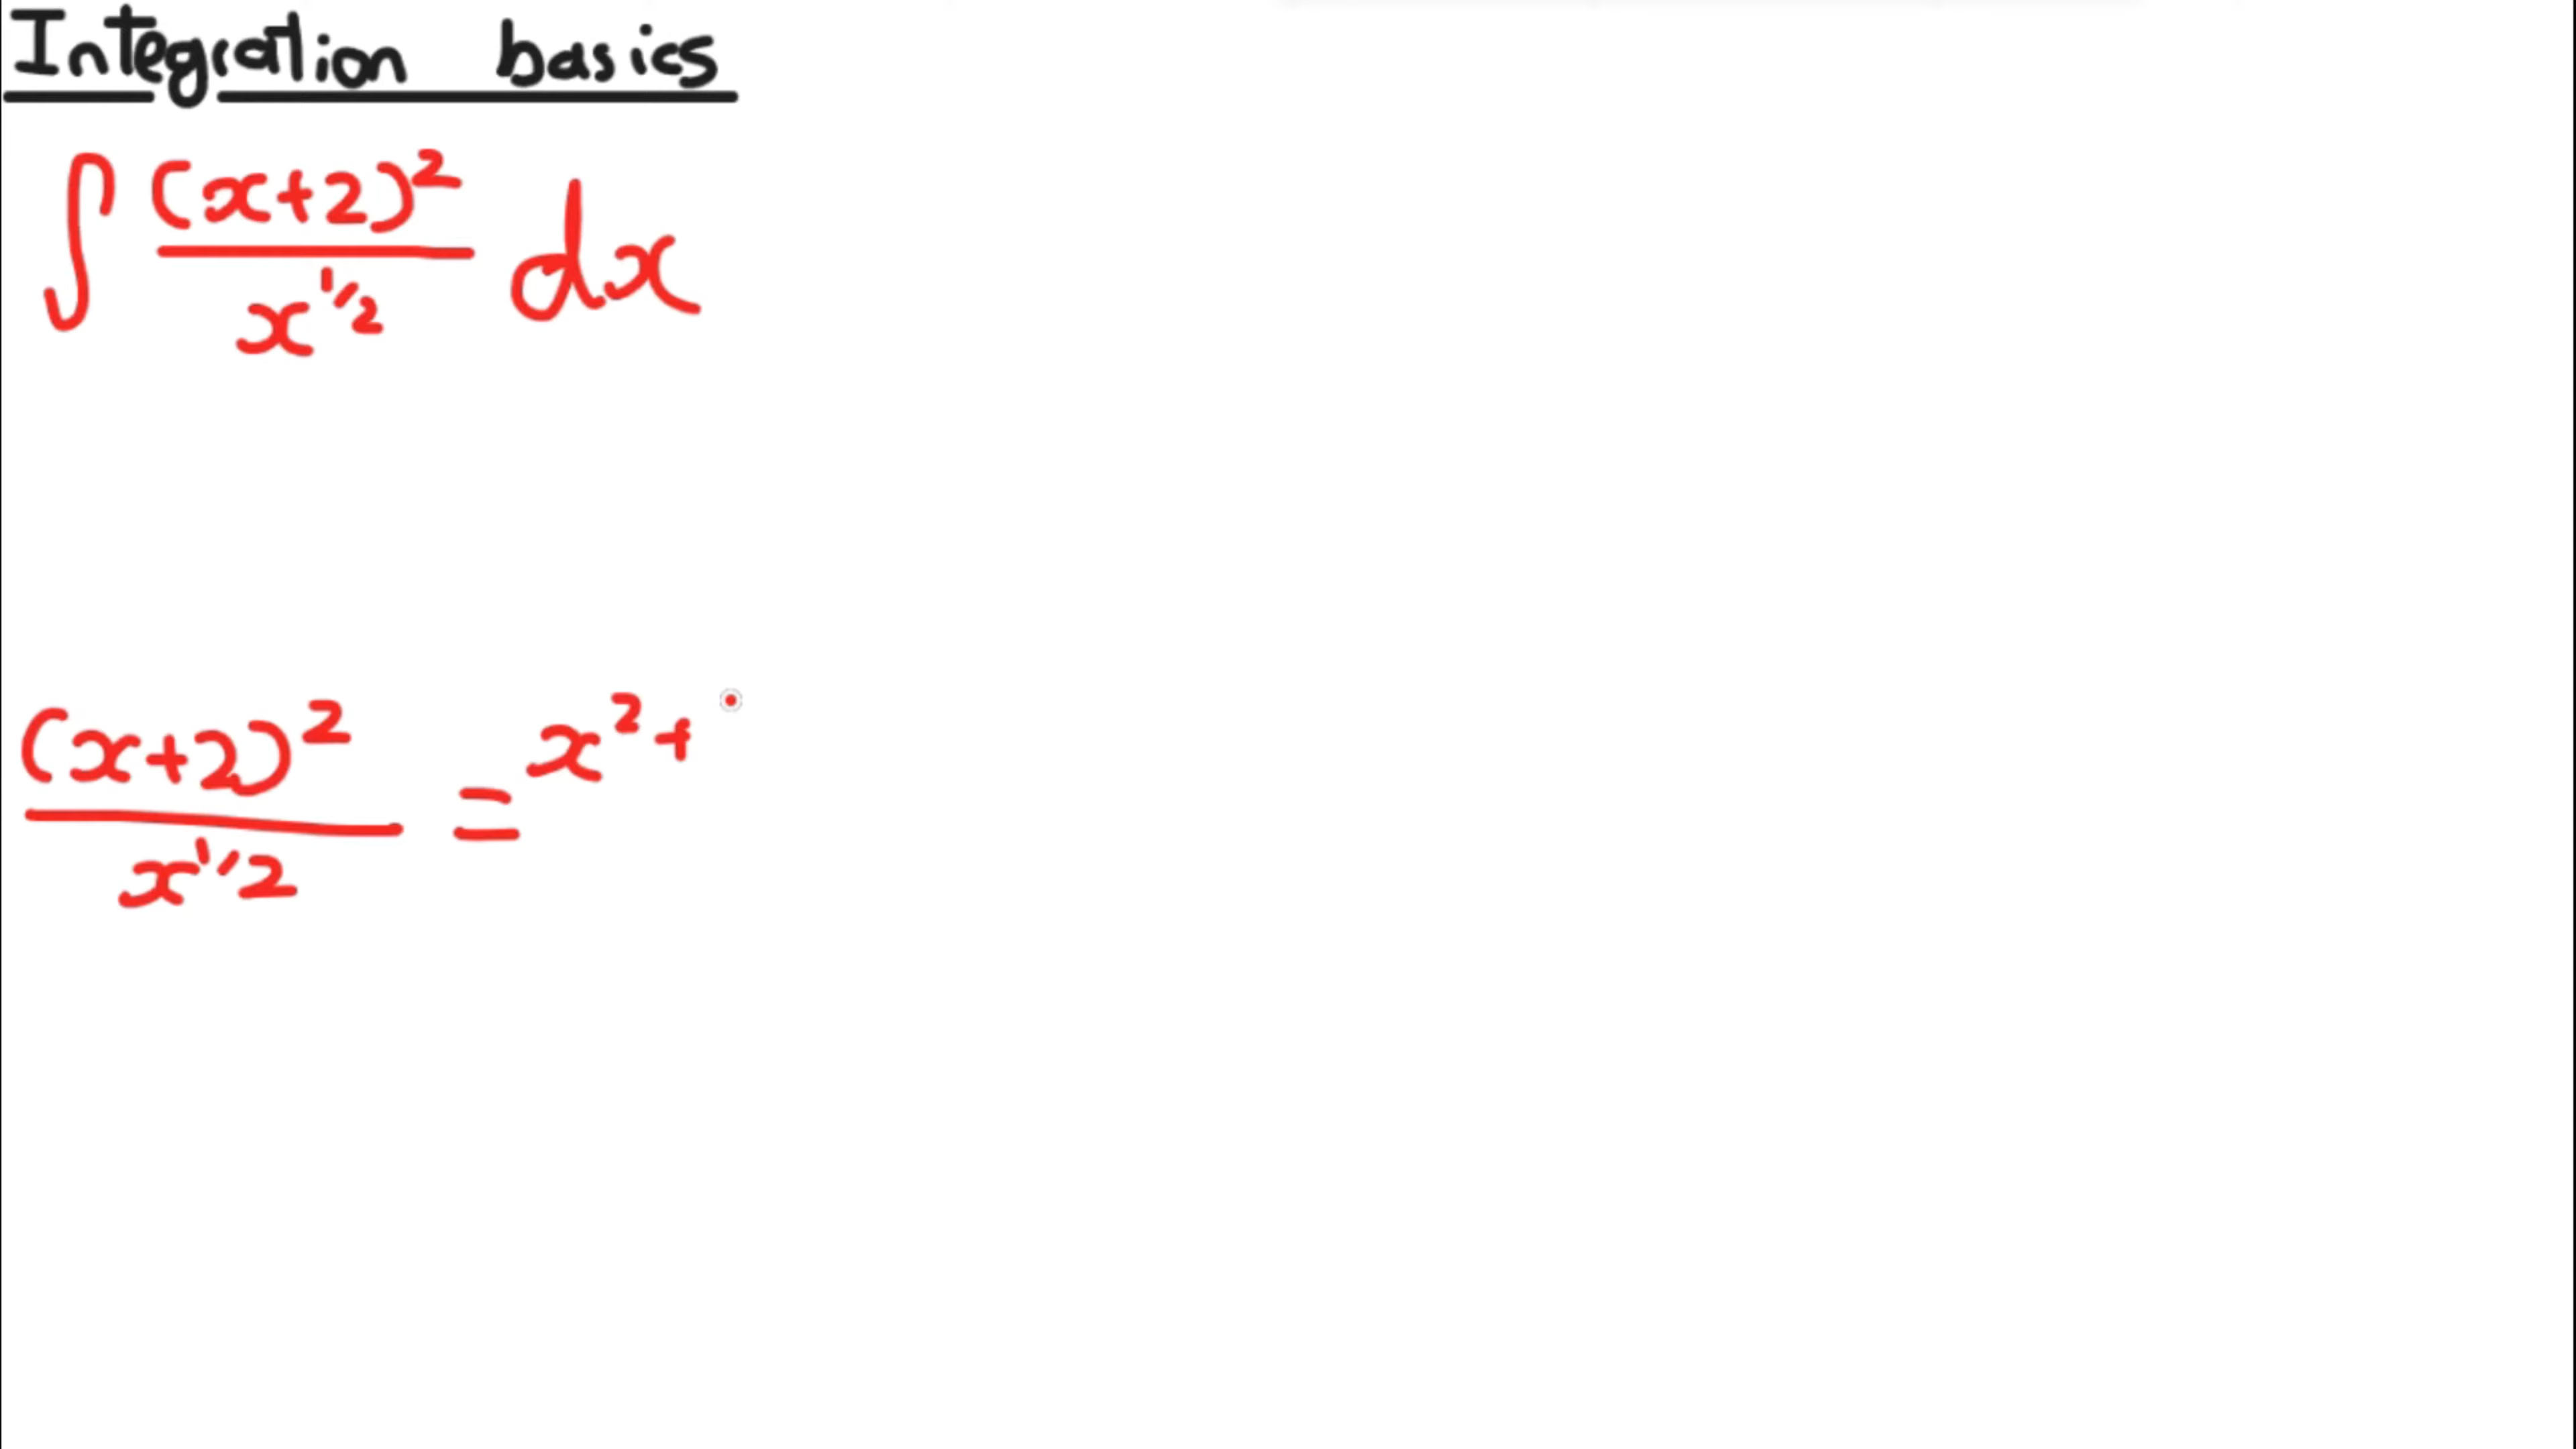 Integration basics
∫ (x+2)² / x^1/2 dx
(x+2)² / x^1/2 = x² +